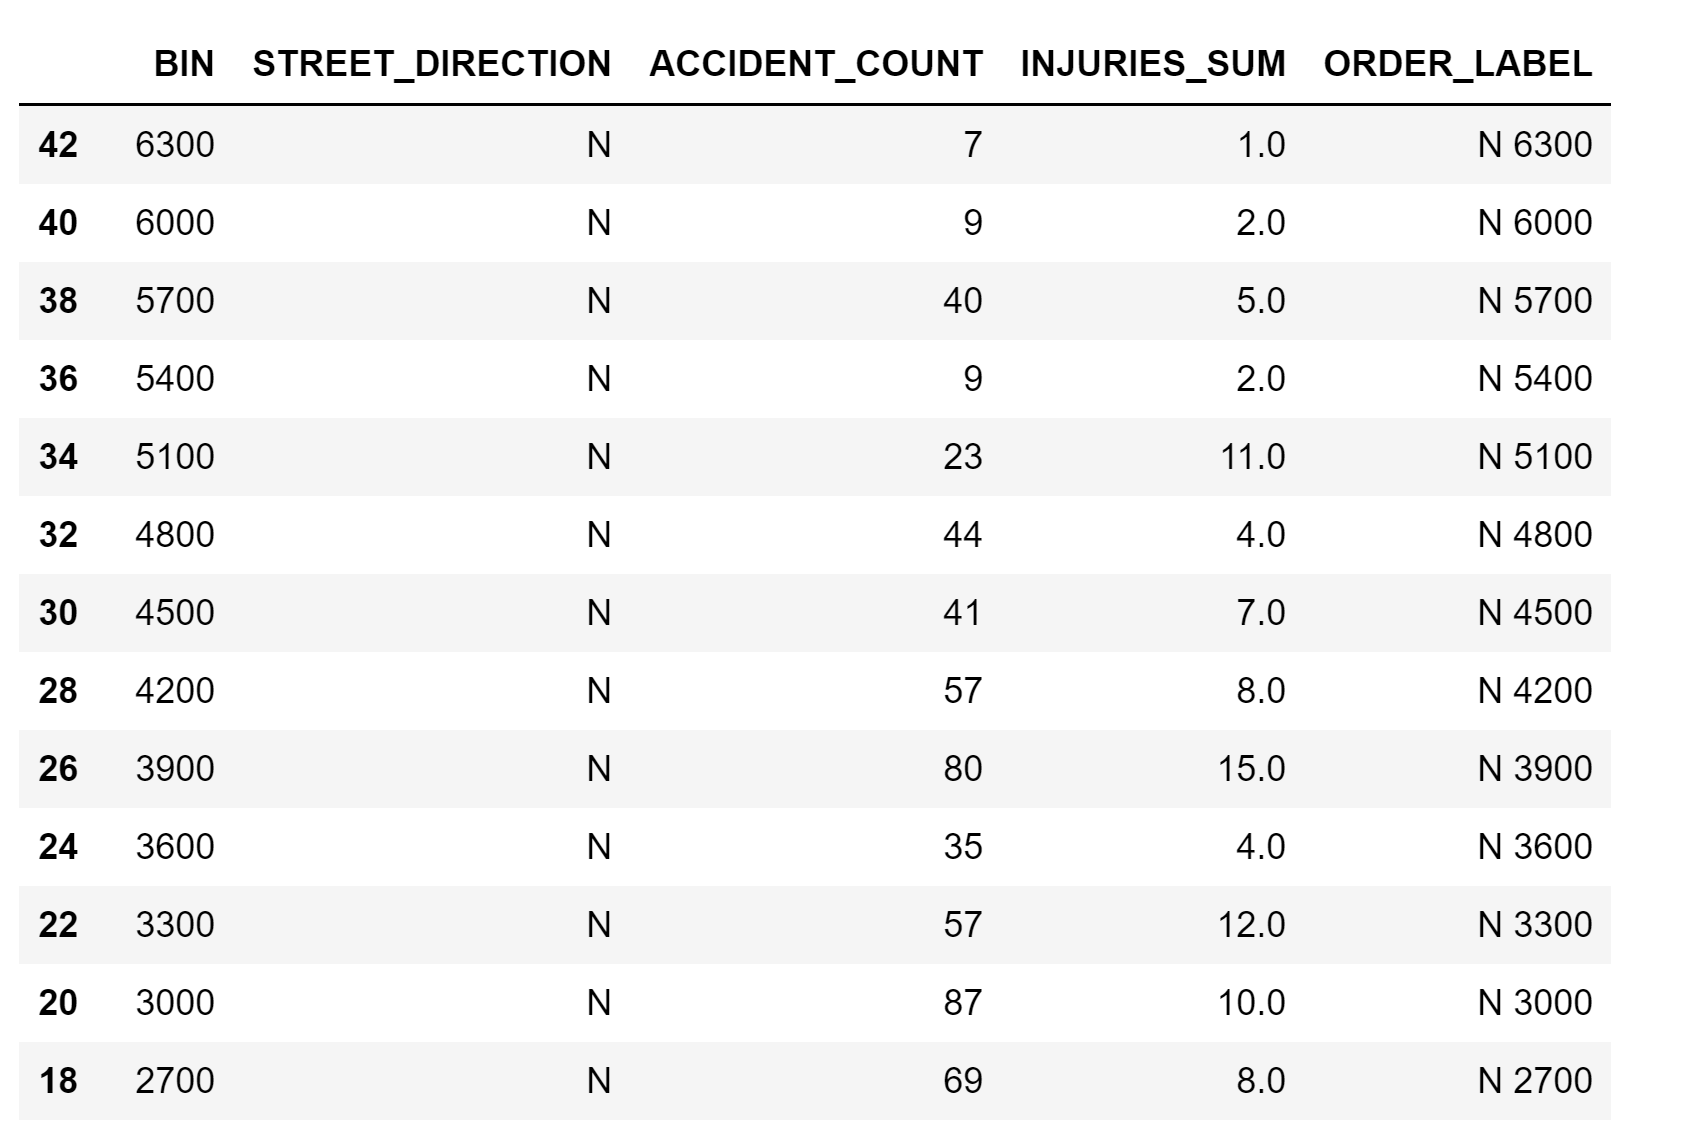 BIN STREET_DIRECTION ACCIDENT_COUNT INJURIES_SUM ORDER_LABEL
42 6300 N 7 1.0 N 6300
40 6000 N 9 2.0 N 6000
38 5700 N 40 5.0 N 5700
36 5400 N 9 2.0 N 5400
34 5100 N 23 11.0 N 5100
32 4800 N 44 4.0 N 4800
30 4500 N 41 7.0 N 4500
28 4200 N 57 8.0 N 4200
26 3900 N 80 15.0 N 3900
24 3600 N 35 4.0 N 3600
22 3300 N 57 12.0 N 3300
20 3000 N 87 10.0 N 3000
18 2700 N 69 8.0 N 2700